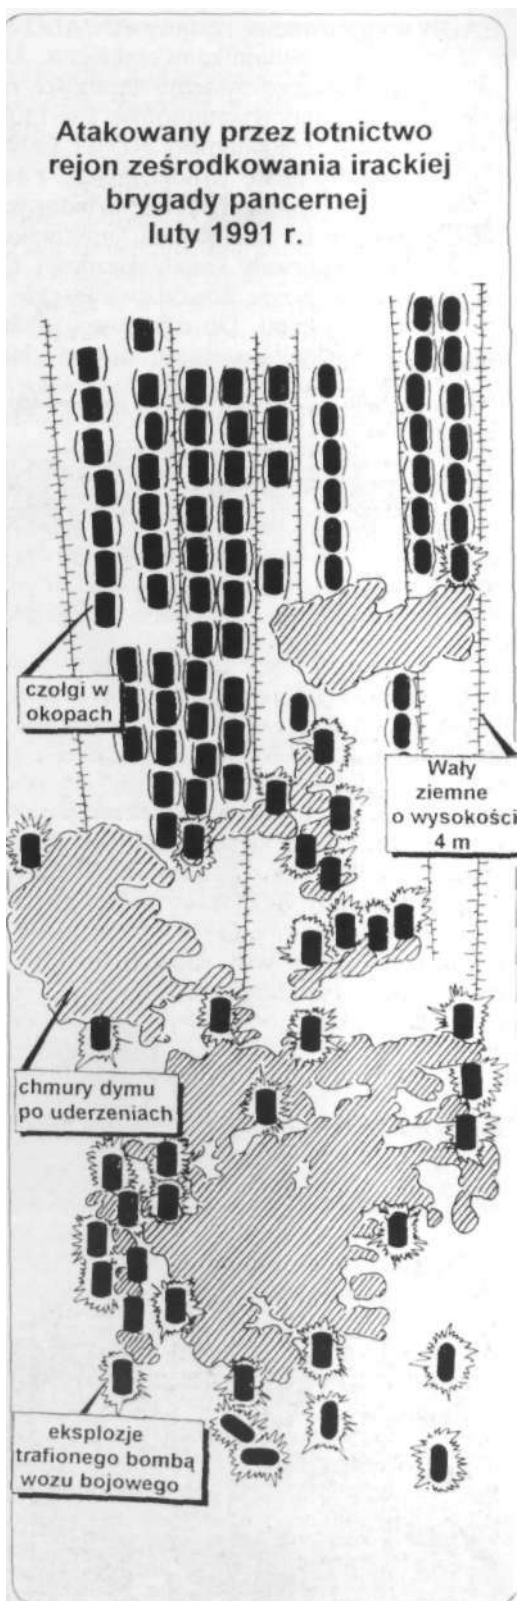 Atakowany przez lotnictwo
rejon ześrodkowania irackiej
brygady pancernej
luty 1991 r.
czołgi w
okopach
Wały
ziemne
o wysokości
4 m
chmury dymu
po uderzeniach
eksplozje
trafionego bombą
wozu bojowego